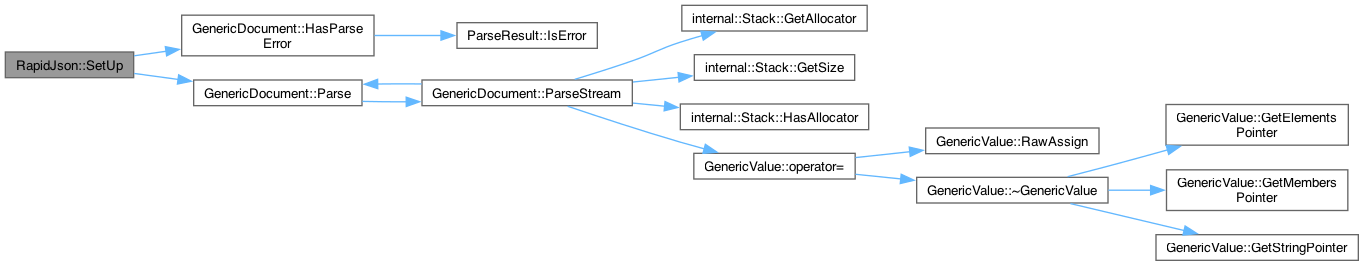 RapidJson::SetUp
GenericDocument::HasParse
Error
ParseResult::IsError
GenericDocument::Parse
GenericDocument::ParseStream
internal::Stack::GetAllocator
internal::Stack::GetSize
internal::Stack::HasAllocator
GenericValue::operator=
GenericValue::RawAssign
GenericValue::~GenericValue
GenericValue::GetElements
Pointer
GenericValue::GetMembers
Pointer
GenericValue::GetStringPointer